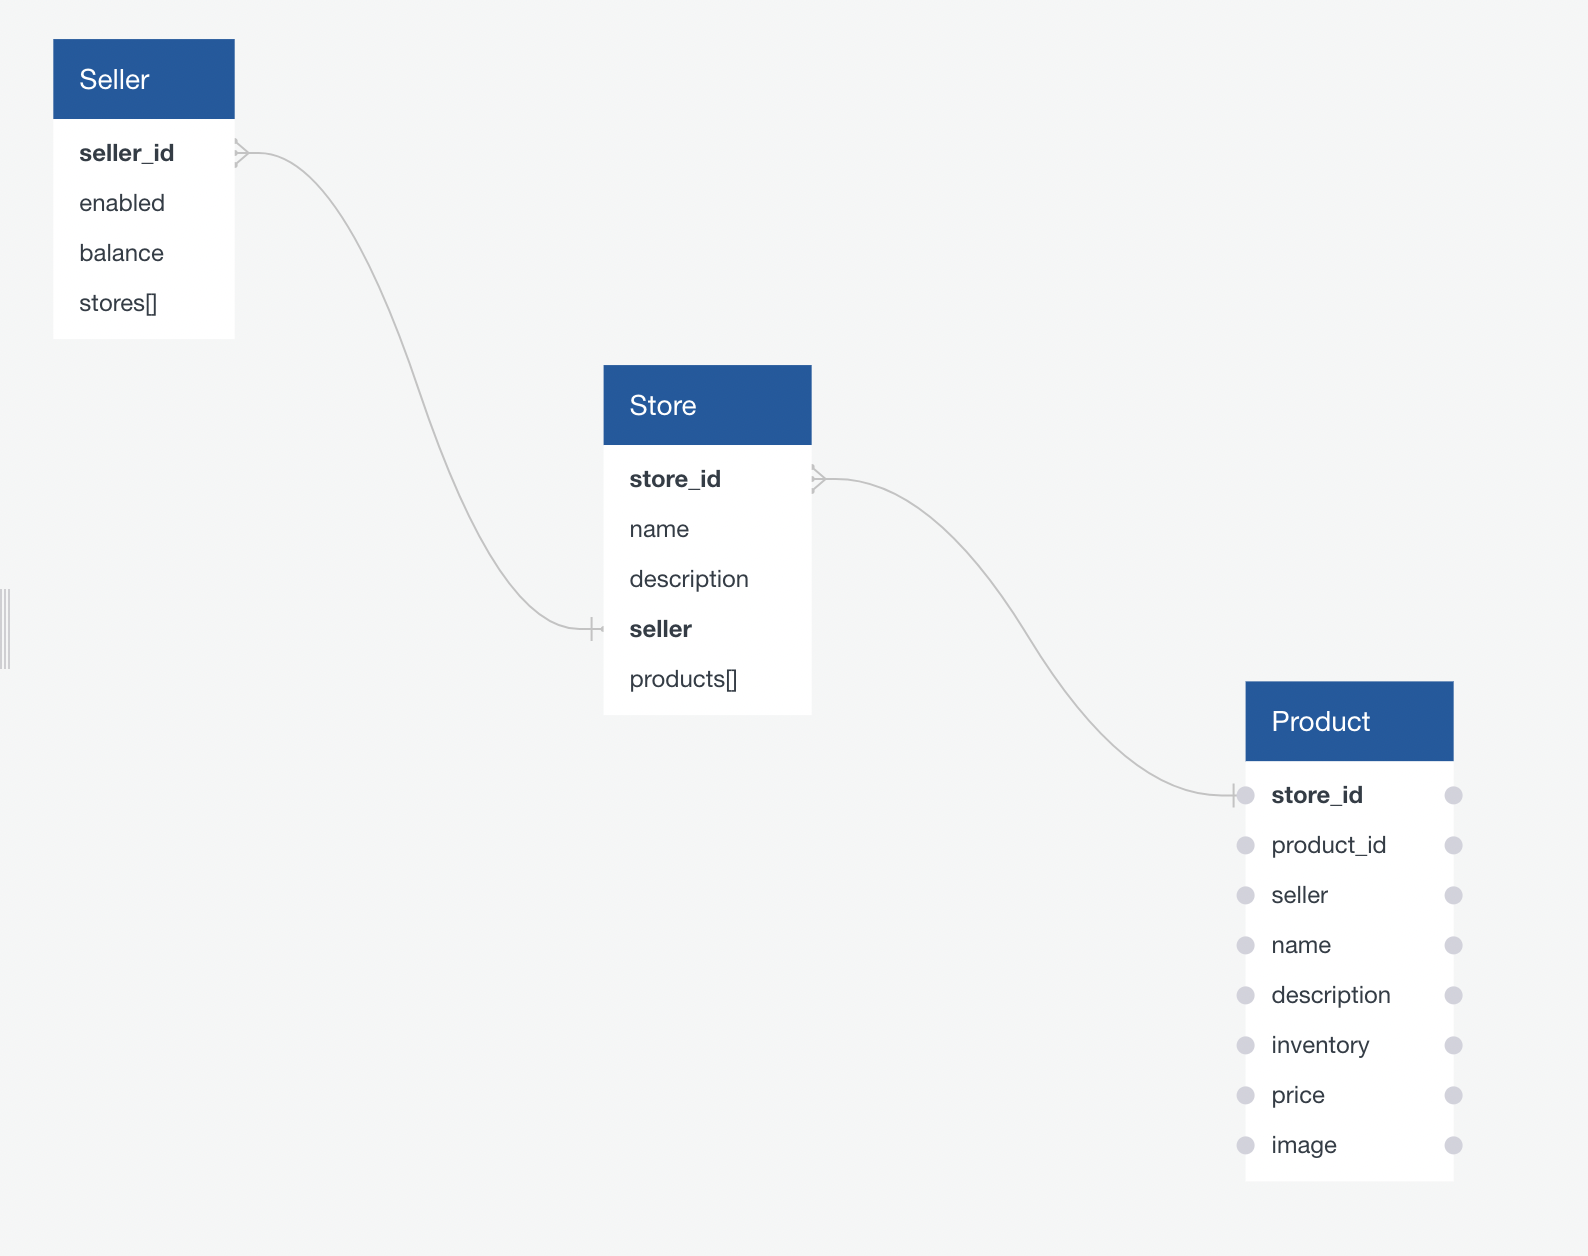 Seller
seller_id
enabled
balance
stores[]
Store
store_id
name
description
seller
products[]
Product
store_id
product_id
seller
name
description
inventory
price
image